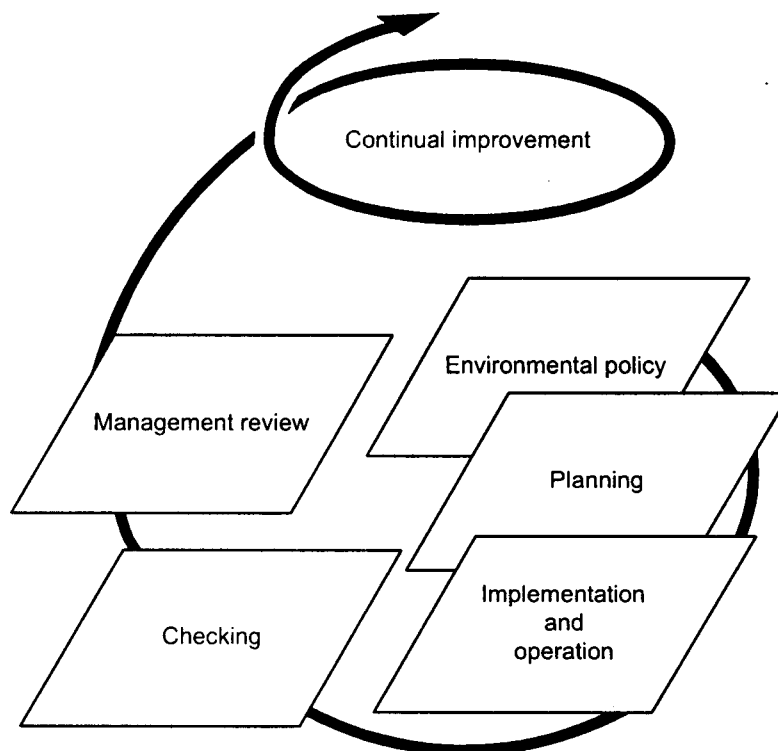 Continual improvement
Environmental policy
Management review
Planning
Implementation
and
operation
Checking